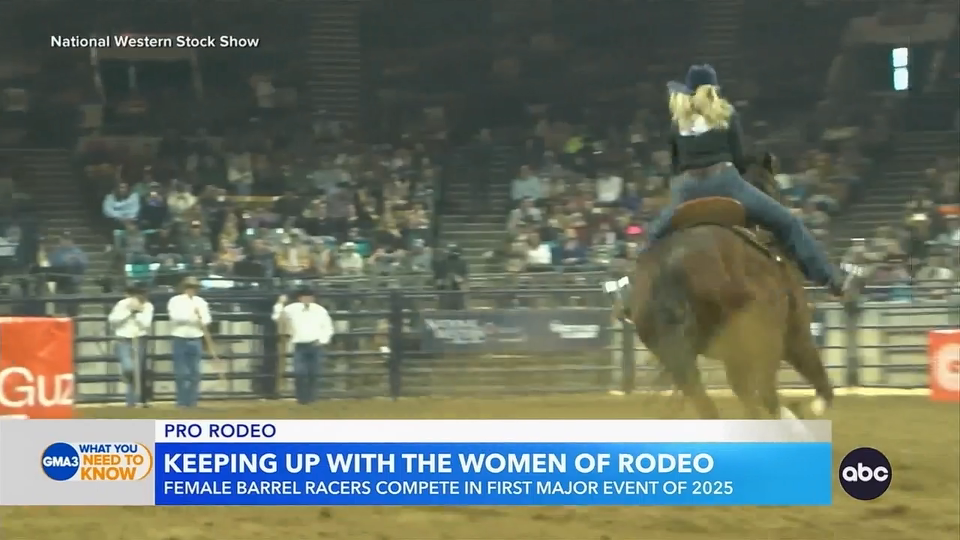 National Western Stock Show
Guz
G
PRO RODEO
GMA3
WHAT YOU
NEED TO
KNOW
KEEPING UP WITH THE WOMEN OF RODEO
FEMALE BARREL RACERS COMPETE IN FIRST MAJOR EVENT OF 2025
abc